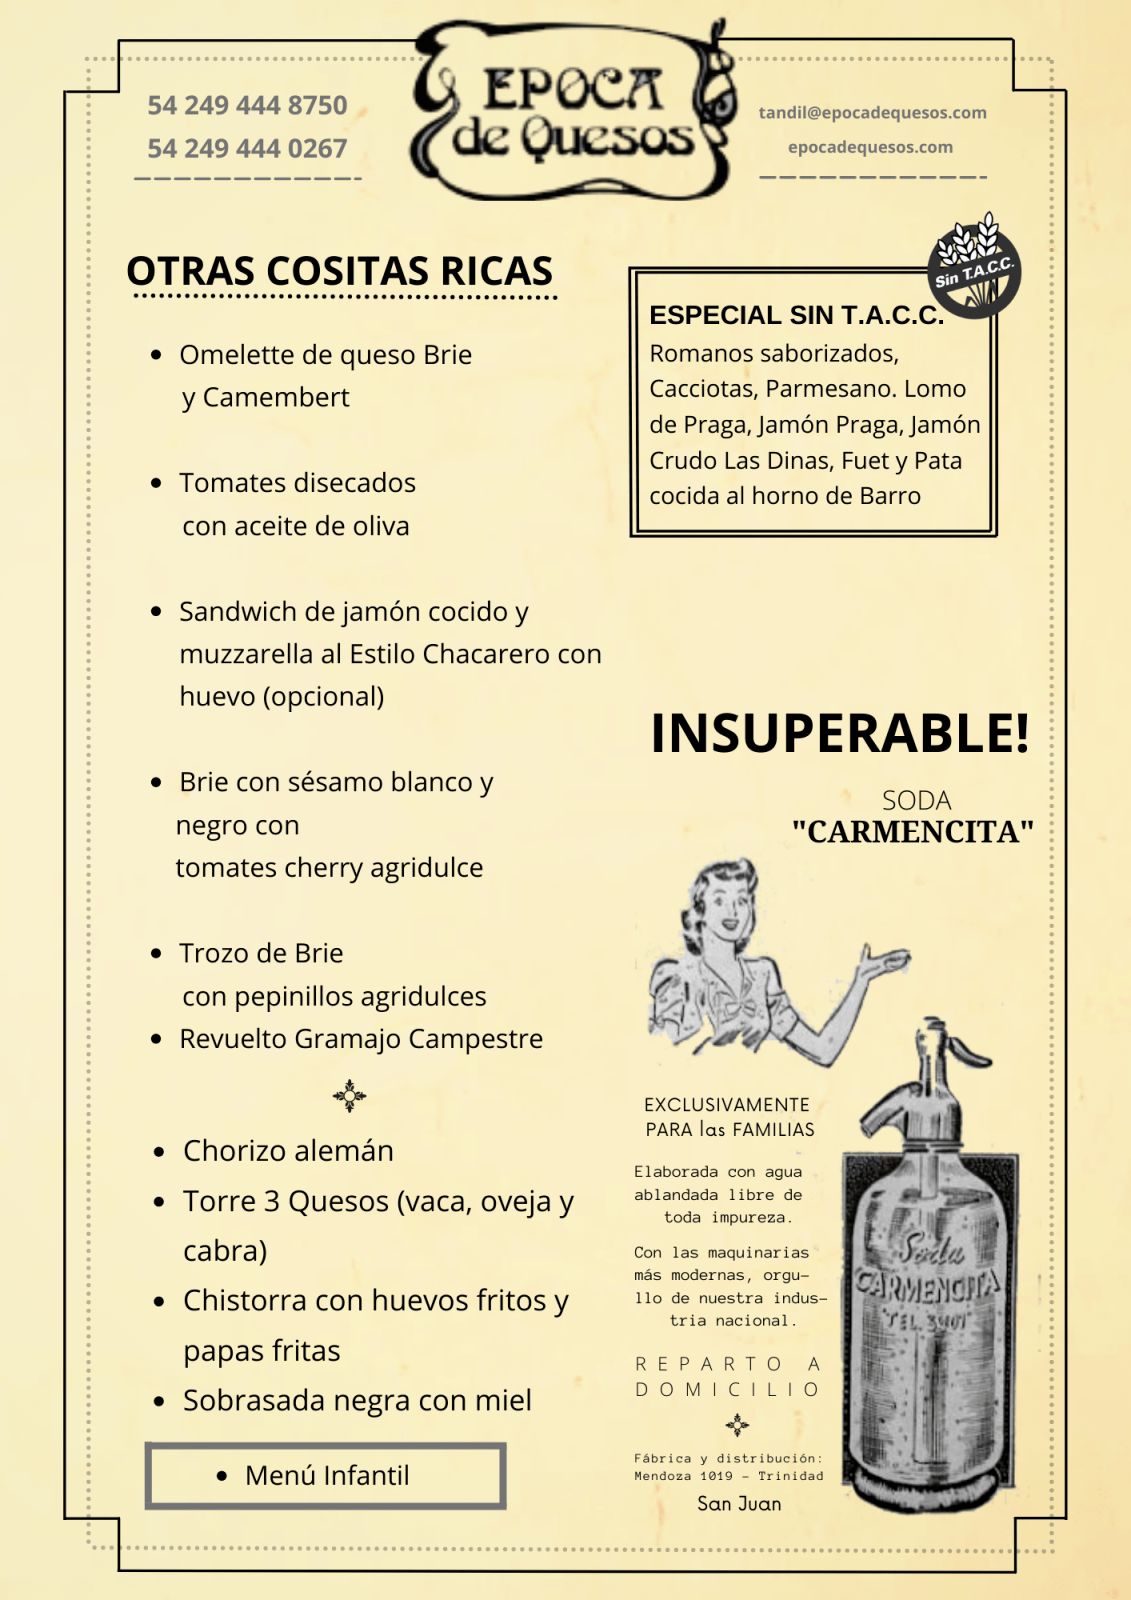 EPOCA
de Quesos
54 249 444 8750
54 249 444 0267
tandil@epocadequesos.com
epocadequesos.com
OTRAS COSITAS RICAS
Omelette de queso Brie
y Camembert
Tomates disecados
con aceite de oliva
Sandwich de jamón cocido y
muzzarella al Estilo Chacarero con
huevo (opcional)
Brie con sésamo blanco y
negro con
tomates cherry agridulce
Trozo de Brie
con pepinillos agridulces
Revuelto Gramajo Campestre
Chorizo alemán
Torre 3 Quesos (vaca, oveja y
cabra)
Chistorra con huevos fritos y
papas fritas
Sobrasada negra con miel
Menú Infantil
Sin T.A.C.C.
ESPECIAL SIN T.A.C.C.
Romanos saborizados,
Cacciotas, Parmesano. Lomo
de Praga, Jamón Praga, Jamón
Crudo Las Dinas, Fuet y Pata
cocida al horno de Barro
INSUPERABLE!
SODA
"CARMENCITA"
EXCLUSIVAMENTE
PARA las FAMILIAS
Elaborada con agua
ablandada libre de
toda impureza.
Con las maquinarias
más modernas, orgu-
llo de nuestra indus-
tria nacional.
REPARTO A
DOMICILIO
Fábrica y distribución:
Mendoza 1019 - Trinidad
San Juan
Soda
CARMENCITA
TEL.